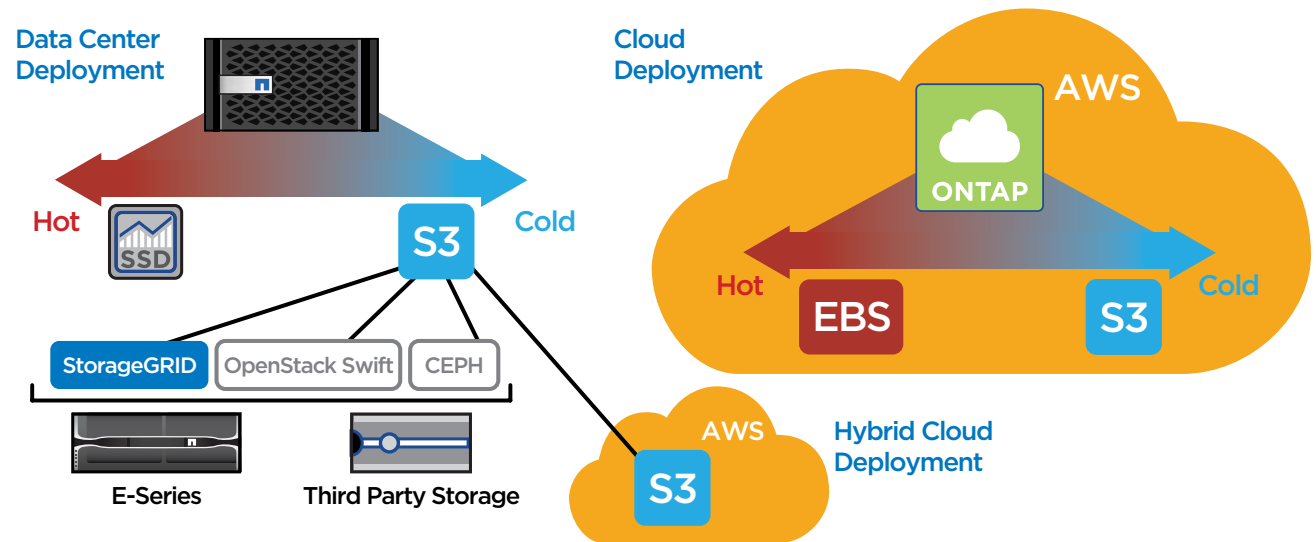 Data Center
Deployment
Hot
SSD
S3
Cold
StorageGRID
OpenStack Swift
CEPH
E-Series
Third Party Storage
Cloud
Deployment
AWS
ONTAP
Hot
EBS
S3
Cold
AWS
S3
Hybrid Cloud
Deployment